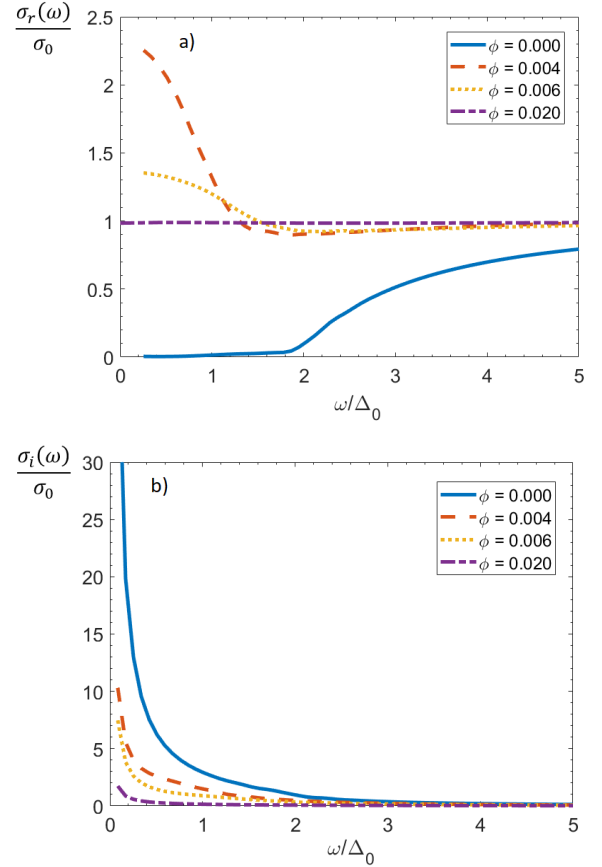 σ_r(ω)
σ_0
a)
2.5
2
1.5
1
0.5
0
ϕ = 0.000
ϕ = 0.004
ϕ = 0.006
ϕ = 0.020
0 1 2 3 4 5
ω/Δ_0
σ_i(ω)
σ_0
b)
30
25
20
15
10
5
0
ϕ = 0.000
ϕ = 0.004
ϕ = 0.006
ϕ = 0.020
0 1 2 3 4 5
ω/Δ_0